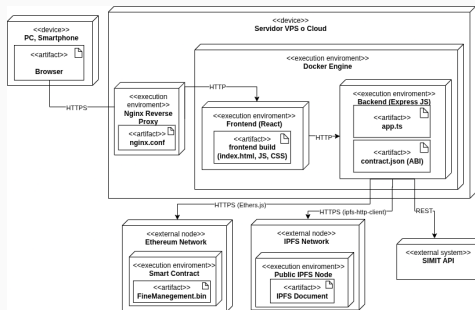 <<device>>
PC, Smartphone
<<artifact>>
Browser
<<device>>
Servidor VPS o Cloud
<<execution enviroment>>
Docker Engine
HTTPS
<<execution
enviroment>>
Nginx Reverse
Proxy
<<artifact>>
nginx.conf
HTTP
<<execution enviroment>>
Frontend (React)
<<artifact>>
frontend build
(index.html, JS, CSS)
HTTP
<<execution enviroment>>
Backend (Express JS)
<<artifact>>
app.ts
<<artifact>>
contract.json (ABI)
HTTPS (Ethers.js)
HTTPS (ipfs-http-client)
REST
<<external node>>
Ethereum Network
<<execution enviroment>>
Smart Contract
<<artifact>>
FineManegement.bin
<<external node>>
IPFS Network
<<execution enviroment>>
Public IPFS Node
<<artifact>>
IPFS Document
<<external system>>
SIMIT API